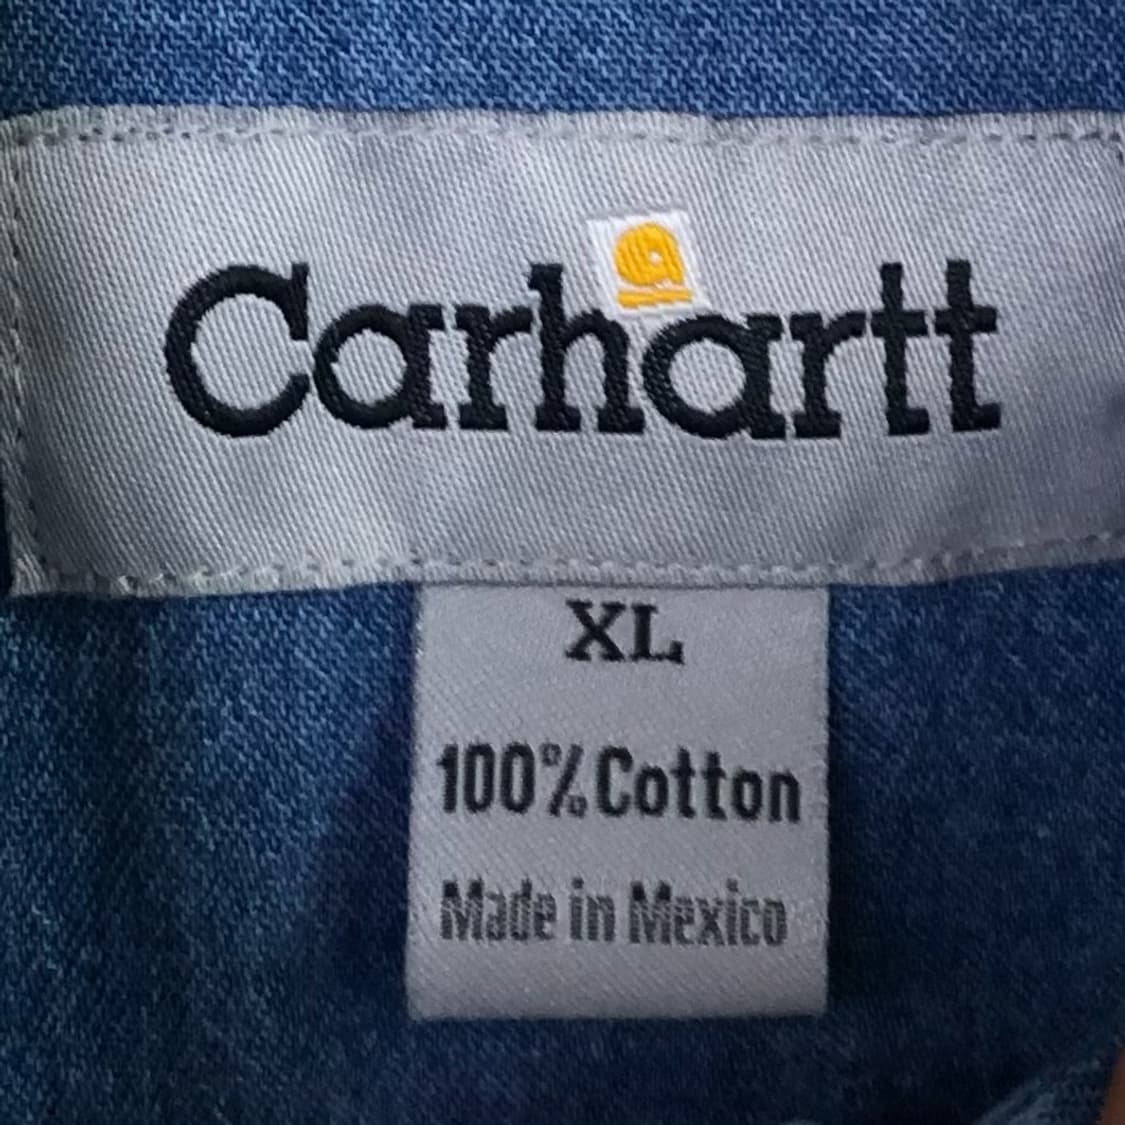 Carhartt
XL
100% Cotton
Made in Mexico